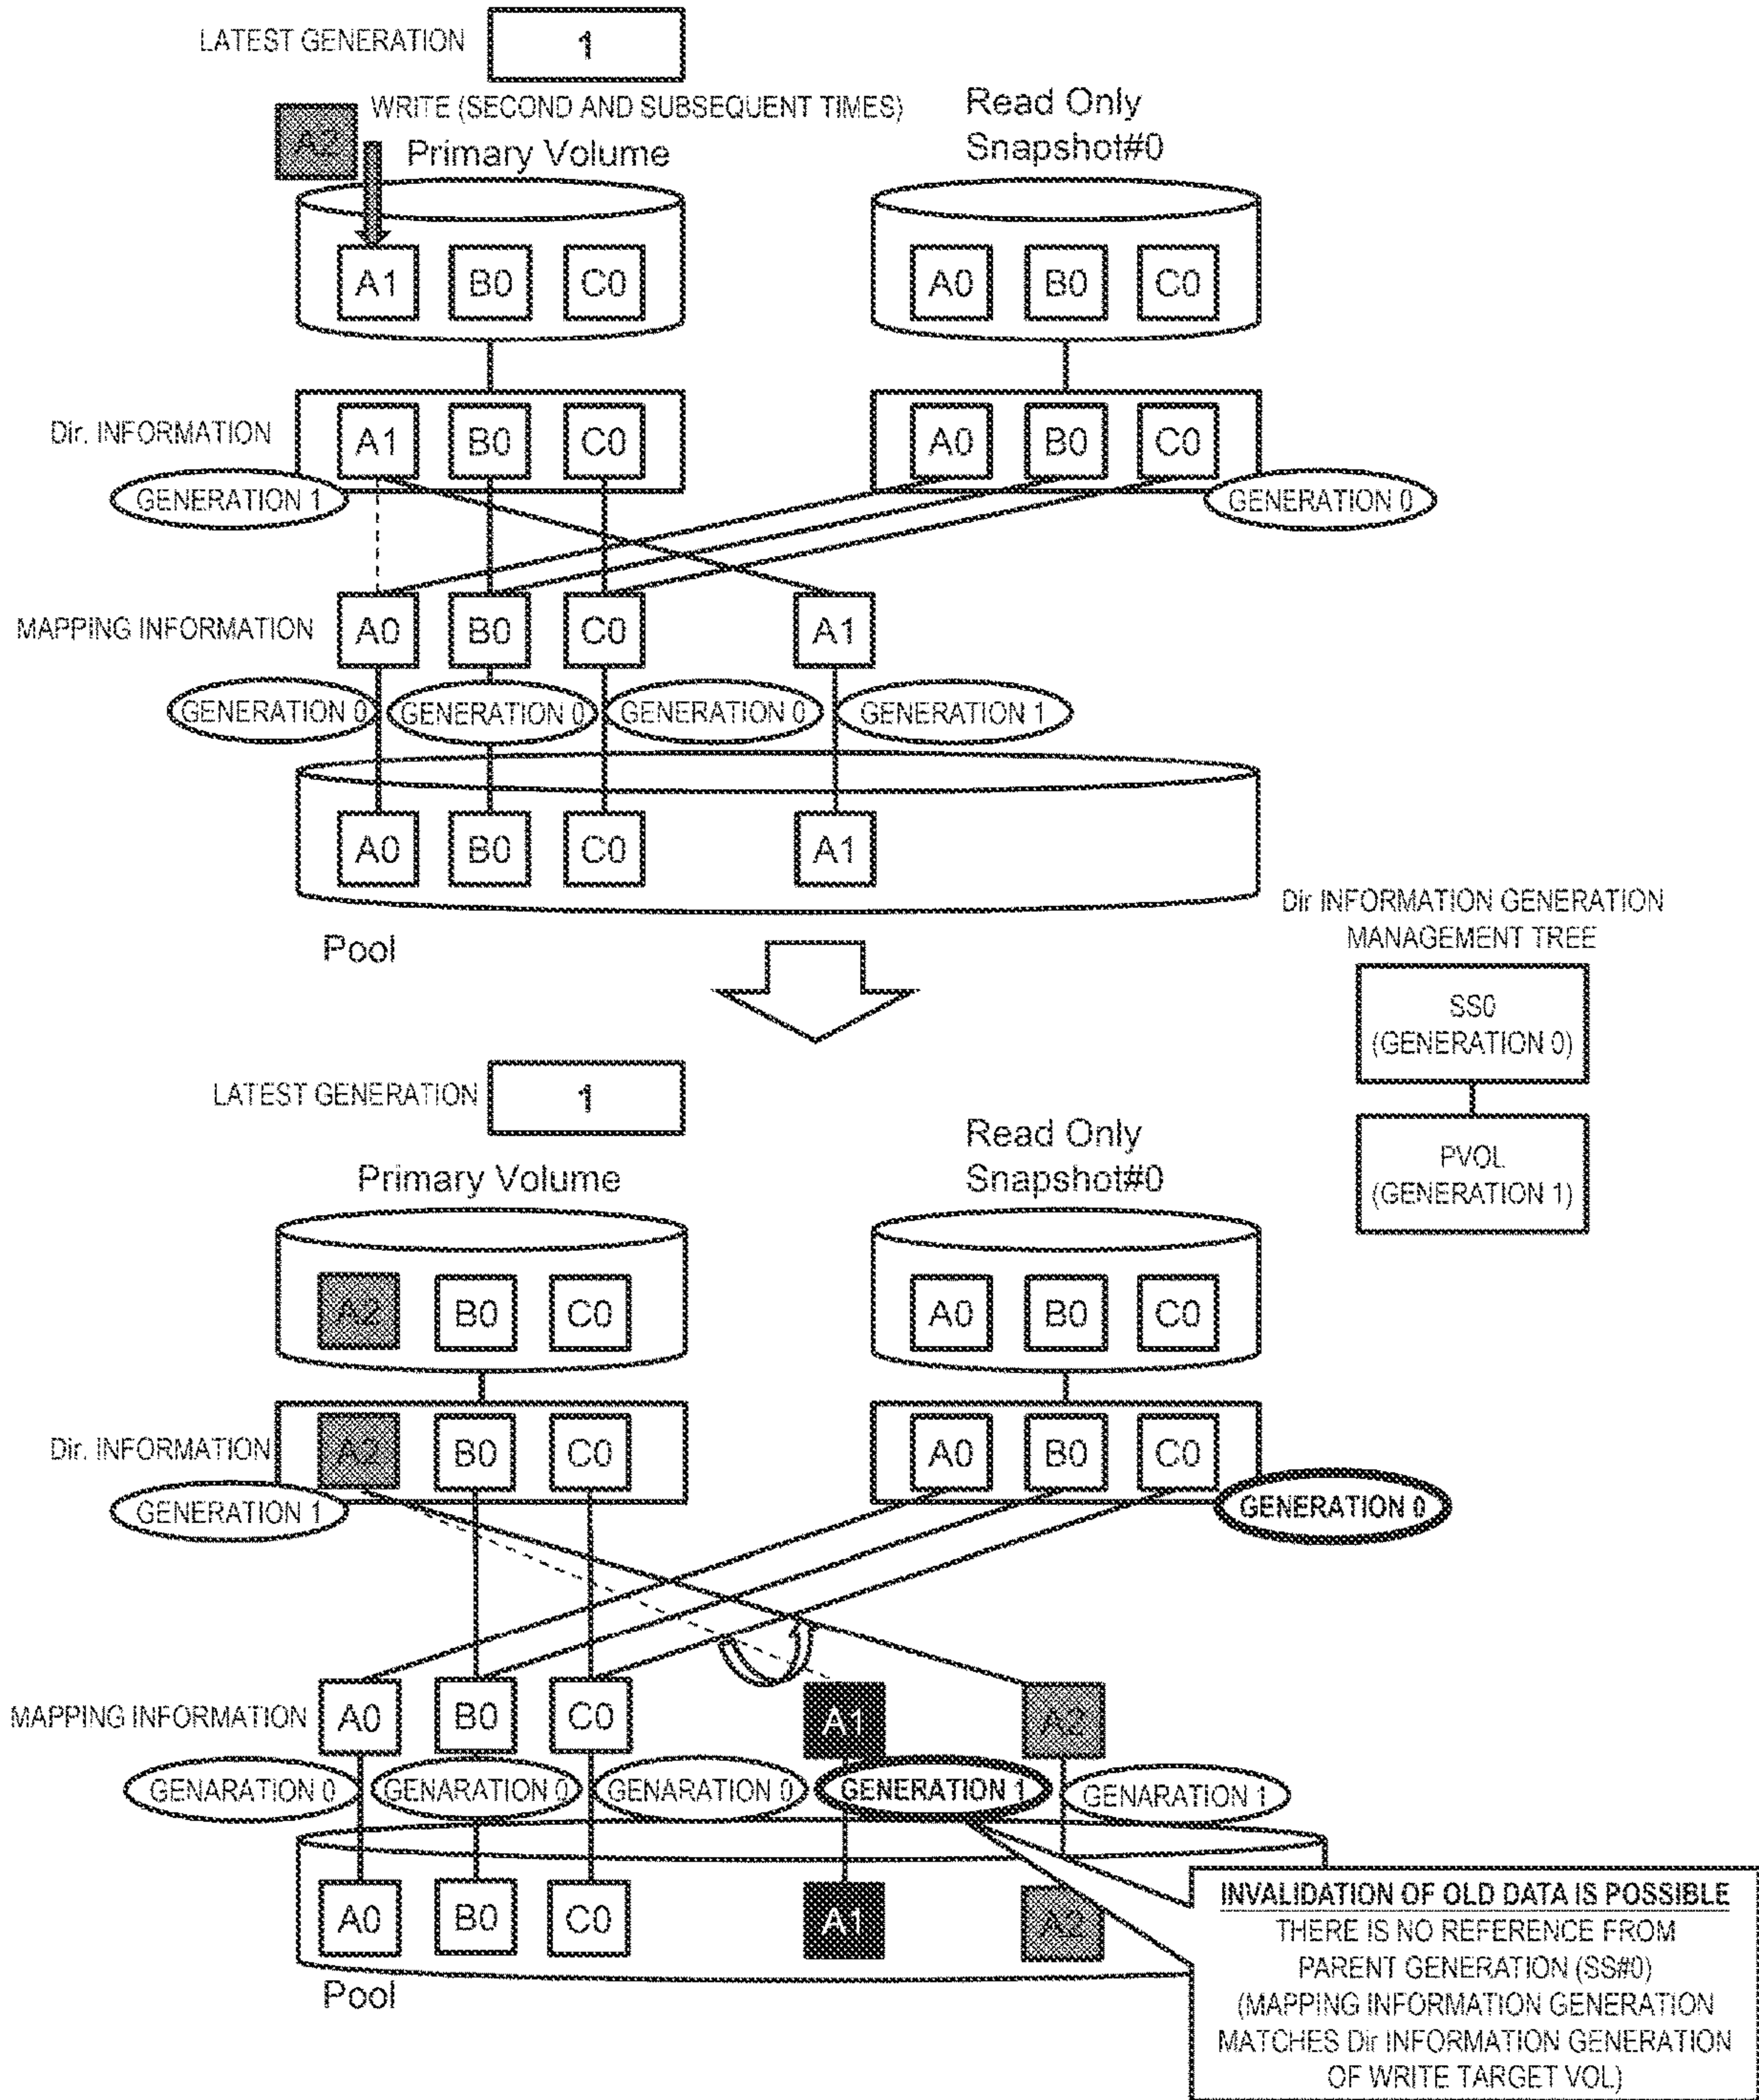 LATEST GENERATION 1
A2 WRITE (SECOND AND SUBSEQUENT TIMES)
Primary Volume
Read Only
Snapshot#0
A1 B0 C0
A0 B0 C0
Dir. INFORMATION
A1 B0 C0
A0 B0 C0
GENERATION 1
GENERATION 0
MAPPING INFORMATION
A0 B0 C0 A1
GENERATION 0 GENERATION 0 GENERATION 0 GENERATION 1
A0 B0 C0 A1
Pool
Dir INFORMATION GENERATION
MANAGEMENT TREE
SS0
(GENERATION 0)
PVOL
(GENERATION 1)
LATEST GENERATION 1
Primary Volume
Read Only
Snapshot#0
A2 B0 C0
A0 B0 C0
Dir. INFORMATION
A2 B0 C0
A0 B0 C0
GENERATION 1
GENERATION 0
MAPPING INFORMATION
A0 B0 C0 A1 A2
GENARATION 0 GENARATION 0 GENARATION 0 GENERATION 1 GENARATION 1
A0 B0 C0 A1 A2
Pool
INVALIDATION OF OLD DATA IS POSSIBLE
THERE IS NO REFERENCE FROM
PARENT GENERATION (SS#0)
(MAPPING INFORMATION GENERATION
MATCHES Dir INFORMATION GENERATION
OF WRITE TARGET VOL)